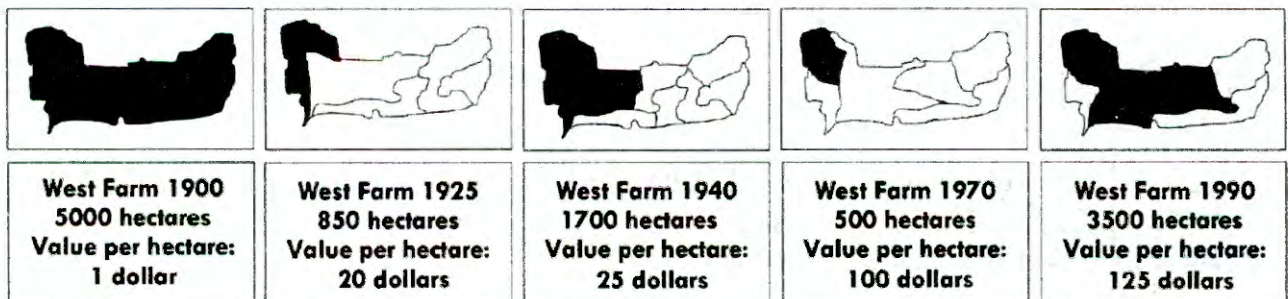 West Farm 1900
5000 hectares
Value per hectare:
1 dollar
West Farm 1925
850 hectares
Value per hectare:
20 dollars
West Farm 1940
1700 hectares
Value per hectare:
25 dollars
West Farm 1970
500 hectares
Value per hectare:
100 dollars
West Farm 1990
3500 hectares
Value per hectare:
125 dollars